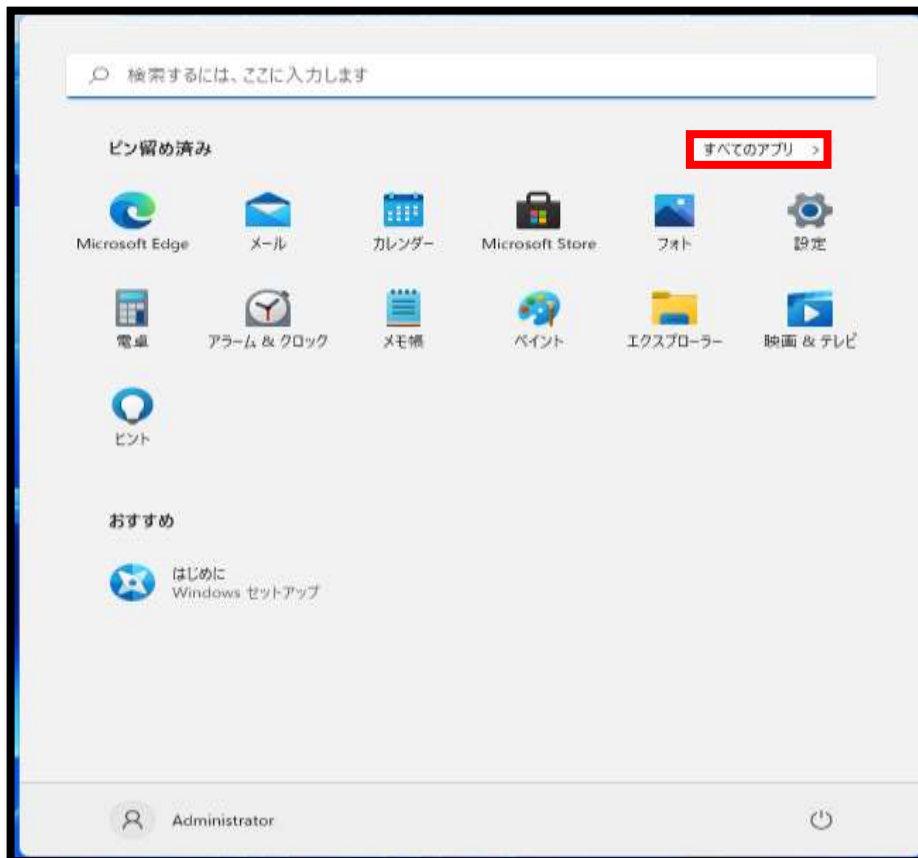 検索するには、ここに入力します
ピン留め済み
すべてのアプリ >
Microsoft Edge
メール
カレンダー
Microsoft Store
フォト
設定
電卓
アラーム & クロック
メモ帳
ペイント
エクスプローラー
映画 & テレビ
ヒント
おすすめ
はじめに
Windows セットアップ
Administrator